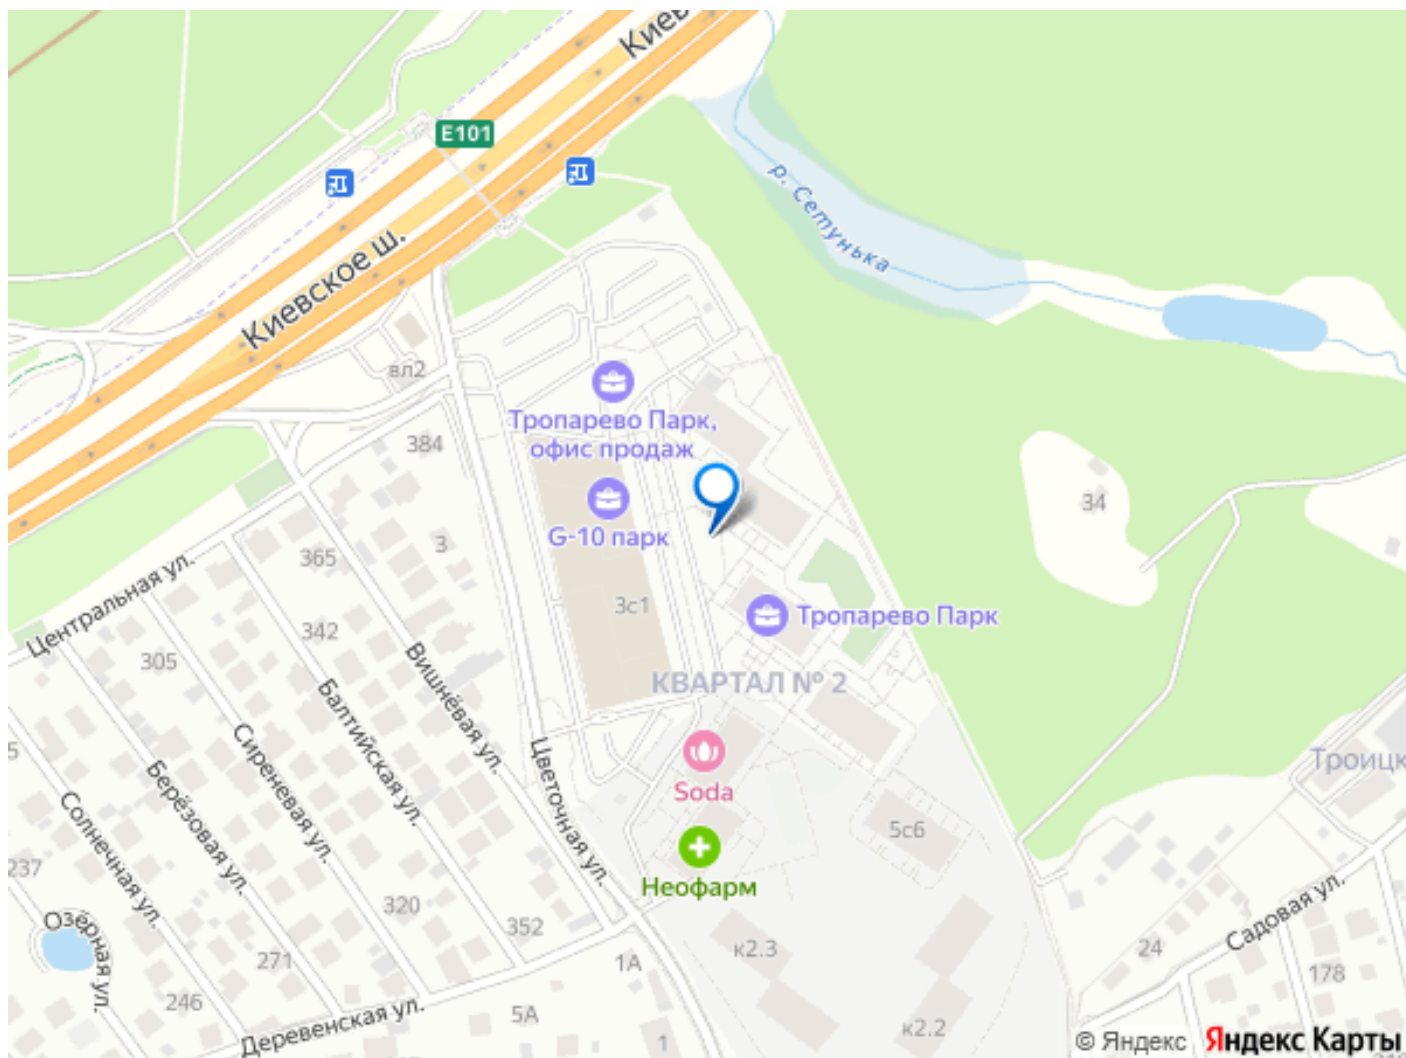 Киев
E101
р. Сетунька
Киевское ш.
вл2
Тропарево Парк,
офис продаж
384
G-10 парк
34
3
365
Центральная ул.
3с1
Тропарево Парк
342
305
Вишнёвая ул.
КВАРТАЛ № 2
Балтийская ул.
Сиреневая ул.
Цветочная ул.
Soda
Троицк
5
Берёзовая ул.
Солнечная ул.
5с6
237
Неофарм
Садовая ул.
320
352
Озёрная ул.
к2.3
24
271
1А
178
246
5А
Деревенская ул.
к2.2
1
© Яндекс Яндекс Карты